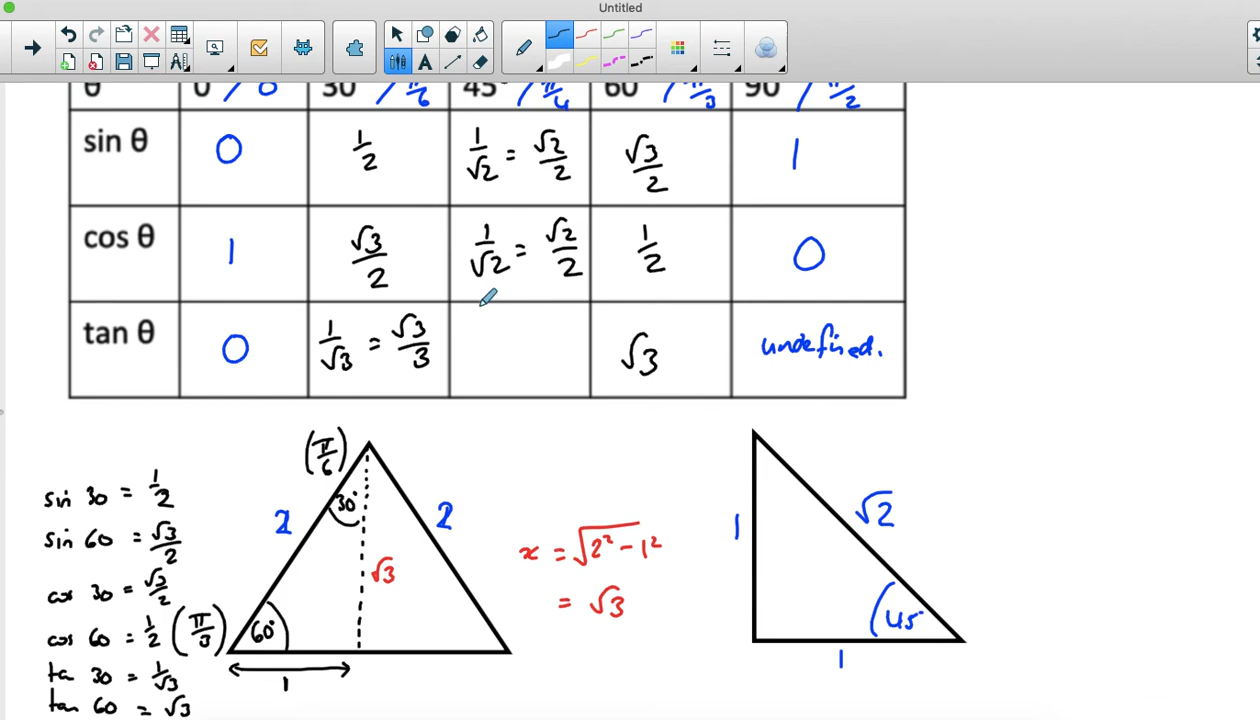 Untitled
θ 0 / 0 30 / π/6 45° / π/4 60 / π/3 90 / π/2
sin θ 0 1/2 1/√2 = √2/2 √3/2 1
cos θ 1 √3/2 1/√2 = √2/2 1/2 0
tan θ 0 1/√3 = √3/3 √3 undefined.
(π/6)
30°
2
2
√3
60°
(π/3)
1
sin 30 = 1/2
sin 60 = √3/2
cos 30 = √3/2
cos 60 = 1/2
ta 30 = 1/√3
tan 60 = √3
x = √2² - 1²
= √3
1
√2
45°
1